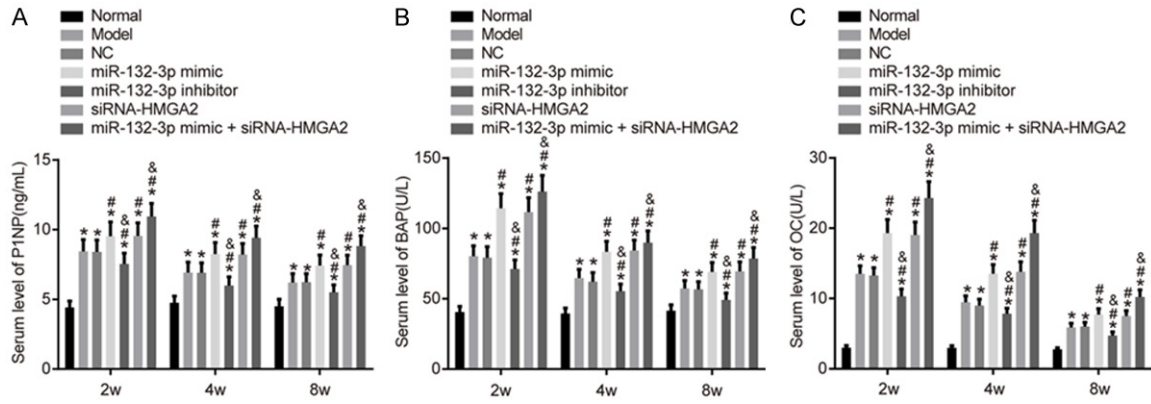 A
Normal
Model
NC
miR-132-3p mimic
miR-132-3p inhibitor
siRNA-HMGA2
miR-132-3p mimic + siRNA-HMGA2
Serum level of P1NP(ng/mL)
15
10
5
0
* * #* &#* #* &#*
* * #* &#* #* &#*
* * #* &#* #* &#*
2w 4w 8w
B
Normal
Model
NC
miR-132-3p mimic
miR-132-3p inhibitor
siRNA-HMGA2
miR-132-3p mimic + siRNA-HMGA2
Serum level of BAP(U/L)
150
100
50
0
* * #* &#* #* &#*
* * #* &#* #* &#*
* * #* &#* #* &#*
2w 4w 8w
C
Normal
Model
NC
miR-132-3p mimic
miR-132-3p inhibitor
siRNA-HMGA2
miR-132-3p mimic + siRNA-HMGA2
Serum level of OC(U/L)
30
20
10
0
* * #* &#* #* &#*
* * #* &#* #* &#*
* * #* &#* #* &#*
2w 4w 8w